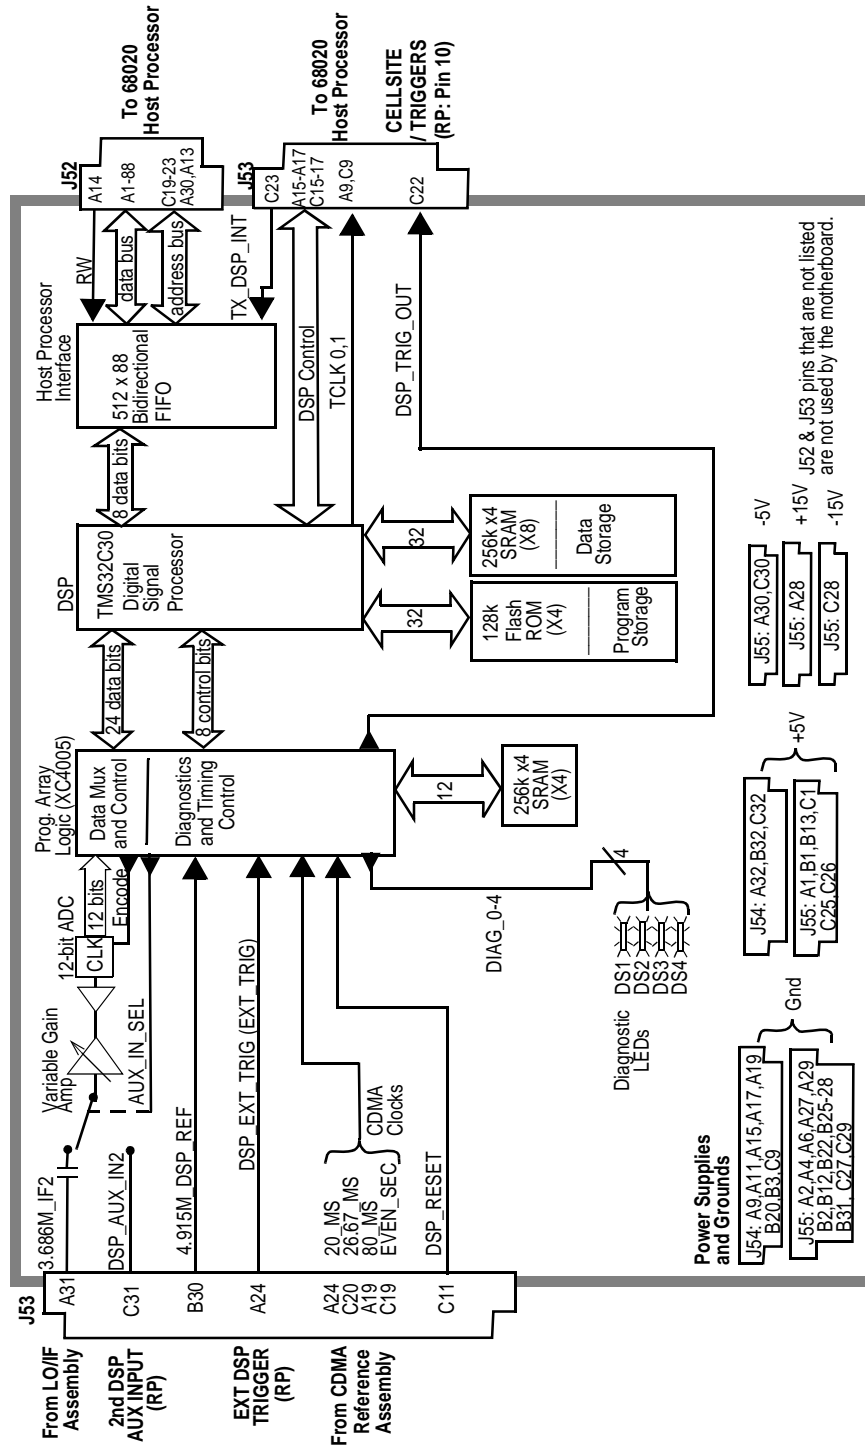 J53
From LO/IF
Assembly
A31
3.686M_IF2
2nd DSP
AUX INPUT
(RP)
C31
DSP_AUX_IN2
B30
4.915M_DSP_REF
EXT DSP
TRIGGER
(RP)
A24
DSP_EXT_TRIG (EXT_TRIG)
From CDMA
Reference
Assembly
A24
20_MS
C20
26.67_MS
A19
80_MS
C19
EVEN_SEC
CDMA
Clocks
C11
DSP_RESET
Variable Gain
Amp
AUX_IN_SEL
12-bit ADC
CLK
12 bits
Encode
Prog. Array
Logic (XC4005)
Data Mux
and Control
Diagnostics
and Timing
Control
24 data bits
8 control bits
12
256k x4
SRAM
(X4)
DIAG_0-4
4
Diagnostic
LEDs
DS1
DS2
DS3
DS4
DSP
TMS32C30
Digital
Signal
Processor
8 data bits
32
128k
Flash
ROM
(X4)
Program
Storage
32
256k x4
SRAM
(X8)
Data
Storage
Host Processor
Interface
512 x 88
Bidirectional
FIFO
RW
data bus
address bus
TX_DSP_INT
DSP Control
TCLK 0,1
DSP_TRIG_OUT
J52
A14
A1-88
C19-23
A30,A13
To 68020
Host Processor
J53
C23
A15-A17
C15-17
A9,C9
C22
To 68020
Host Processor
CELLSITE
/ TRIGGERS
(RP: Pin 10)
Power Supplies
and Grounds
J54: A9,A11,A15,A17,A19
B20,B3,C9
J55: A2,A4,A6,A27,A29
B2,B12,B22,B25-28
B31, C27,C29
Gnd
J54: A32,B32,C32
J55: A1,B1,B13,C1
C25,C26
+5V
J55: A30,C30
-5V
J55: A28
+15V
J55: C28
-15V
J52 & J53 pins that are not listed
are not used by the motherboard.